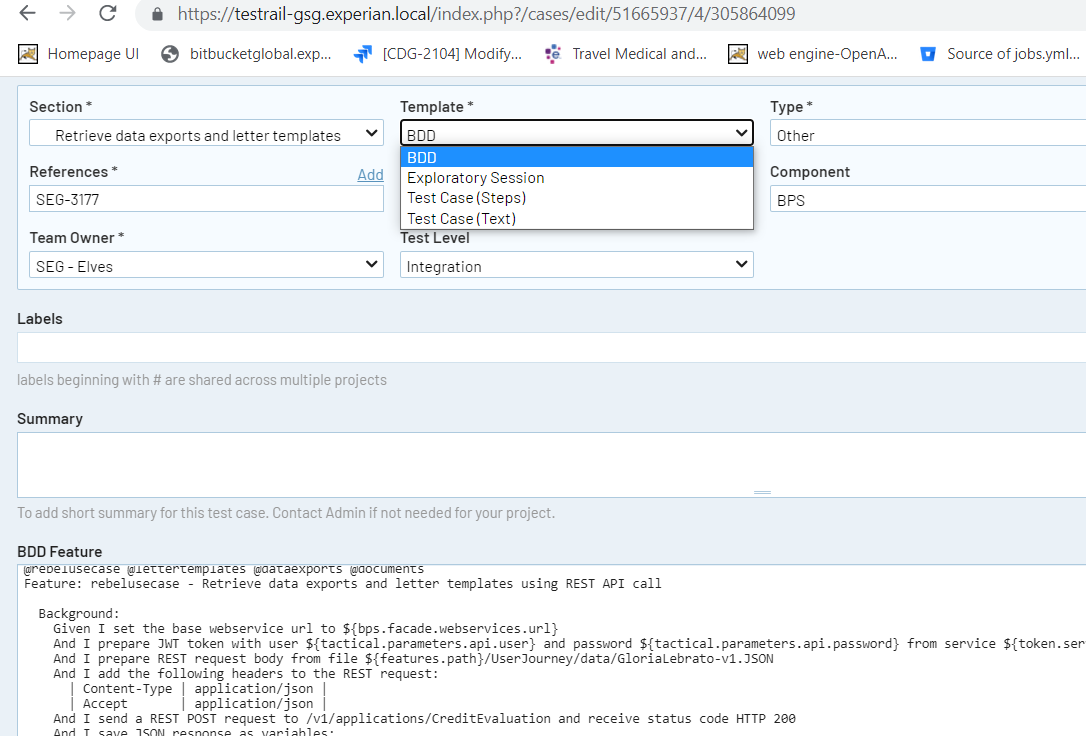 https://testrail-gsg.experian.local/index.php?/cases/edit/51665937/4/305864099
Homepage UI bitbucketglobal.exp... [CDG-2104] Modify,... Travel Medical and... web engine-OpenA... Source of jobs.yml...
Section * Template * Type *
Retrieve data exports and letter templates BDD Other
BDD
Exploratory Session
Test Case (Steps)
Test Case (Text)
References * Add Component
SEG-3177 BPS
Team Owner * Test Level
SEG - Elves Integration
Labels
labels beginning with # are shared across multiple projects
Summary
To add short summary for this test case. Contact Admin if not needed for your project.
BDD Feature
@rebelusecase @lettertemplates @dataexports @documents
Feature: rebelusecase - Retrieve data exports and letter templates using REST API call
Background:
Given I set the base webservice url to ${bps.facade.webservices.url}
And I prepare JWT token with user ${tactical.parameters.api.user} and password ${tactical.parameters.api.password} from service ${token.ser
And I prepare REST request body from file ${features.path}/UserJourney/data/GloriaLebrato-v1.JSON
And I add the following headers to the REST request:
| Content-Type | application/json |
| Accept | application/json |
And I send a REST POST request to /v1/applications/CreditEvaluation and receive status code HTTP 200
And I save JSON response as variables: